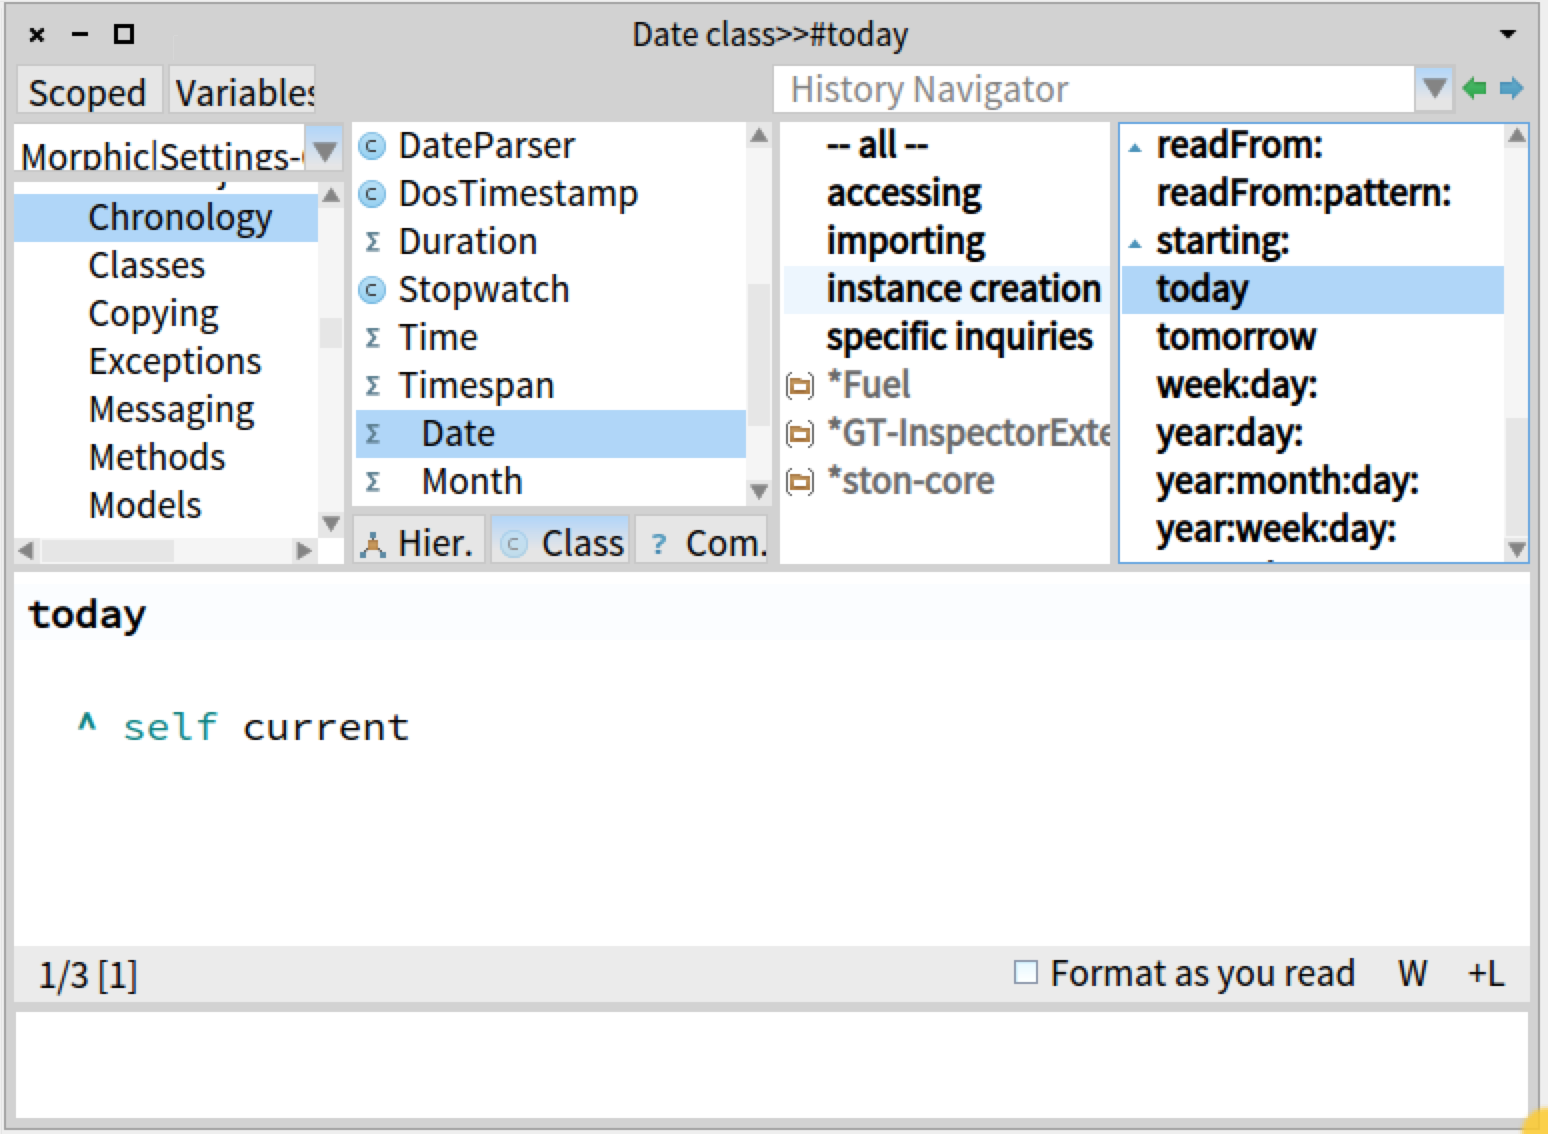 Date class>>#today
Scoped
Variables
History Navigator
Morphic|Settings-
Chronology
Classes
Copying
Exceptions
Messaging
Methods
Models
DateParser
DosTimestamp
Duration
Stopwatch
Time
Timespan
Date
Month
Hier.
Class
? Com.
-- all --
accessing
importing
instance creation
specific inquiries
*Fuel
*GT-InspectorExte
*ston-core
readFrom:
readFrom:pattern:
starting:
today
tomorrow
week:day:
year:day:
year:month:day:
year:week:day:
today
^ self current
1/3 [1]
Format as you read
W
+L